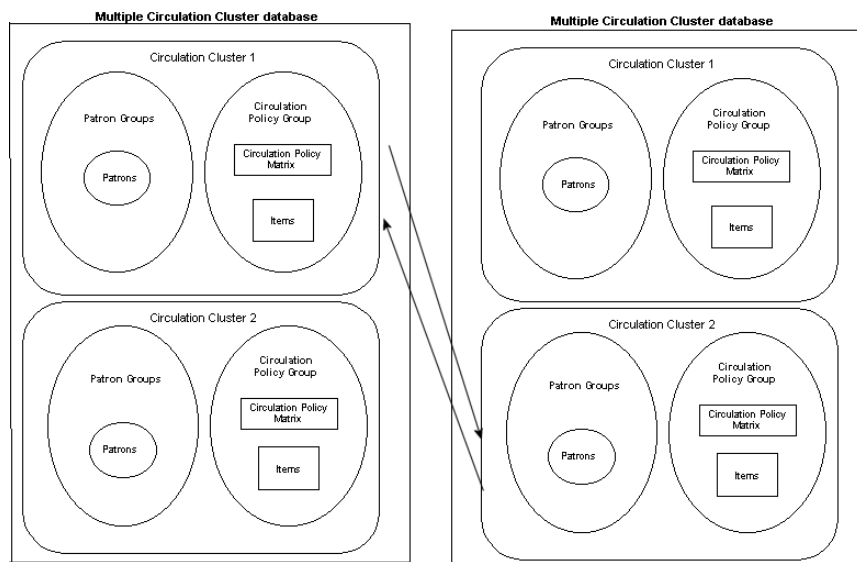 Multiple Circulation Cluster database
Circulation Cluster 1
Patron Groups
Patrons
Circulation
Policy Group
Circulation Policy
Matrix
Items
Circulation Cluster 2
Patron Groups
Patrons
Circulation
Policy Group
Circulation Policy
Matrix
Items
Multiple Circulation Cluster database
Circulation Cluster 1
Patron Groups
Patrons
Circulation
Policy Group
Circulation Policy
Matrix
Items
Circulation Cluster 2
Patron Groups
Patrons
Circulation
Policy Group
Circulation Policy
Matrix
Items